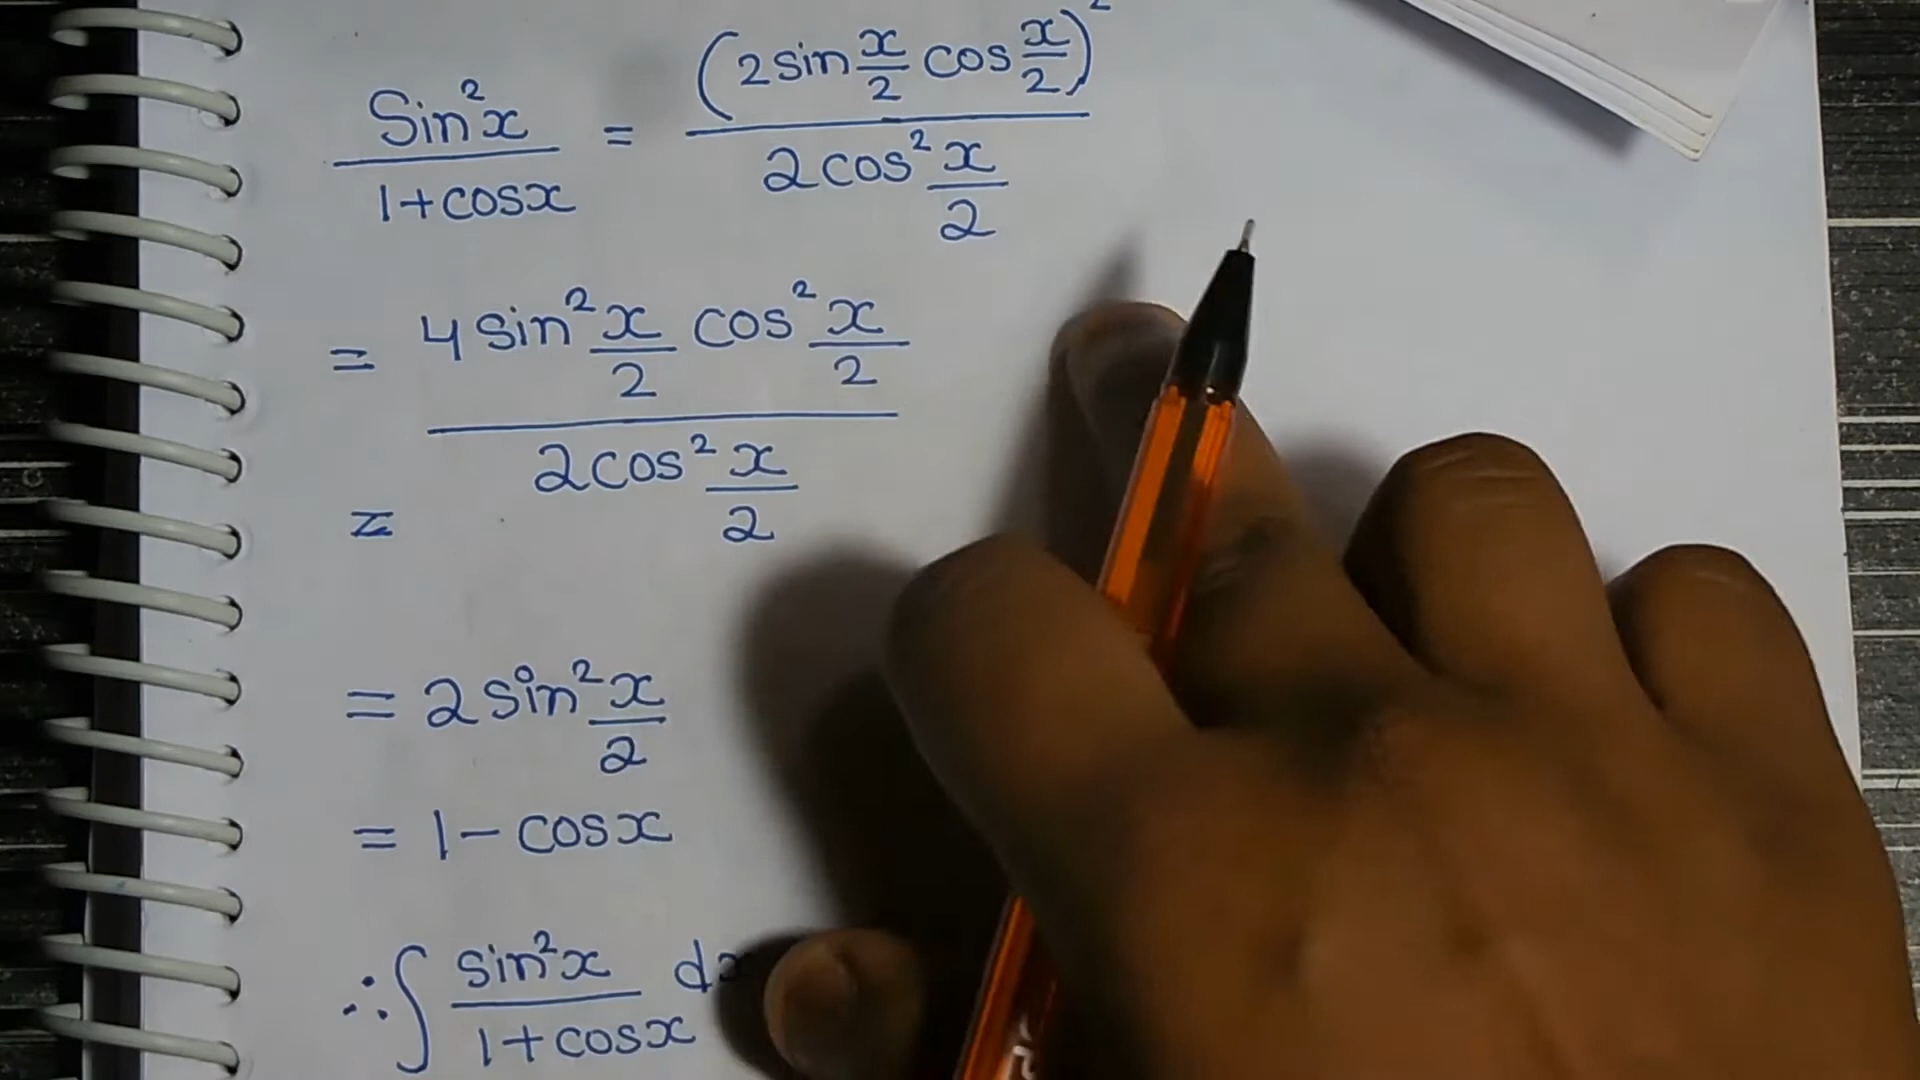 Sin²x / 1+cosx = (2sin x/2 cos x/2)² / 2cos² x/2
= 4sin² x/2 cos² x/2 / 2cos² x/2
=
= 2sin² x/2
= 1-cosx
∴ ∫ sin²x / 1+cosx dx